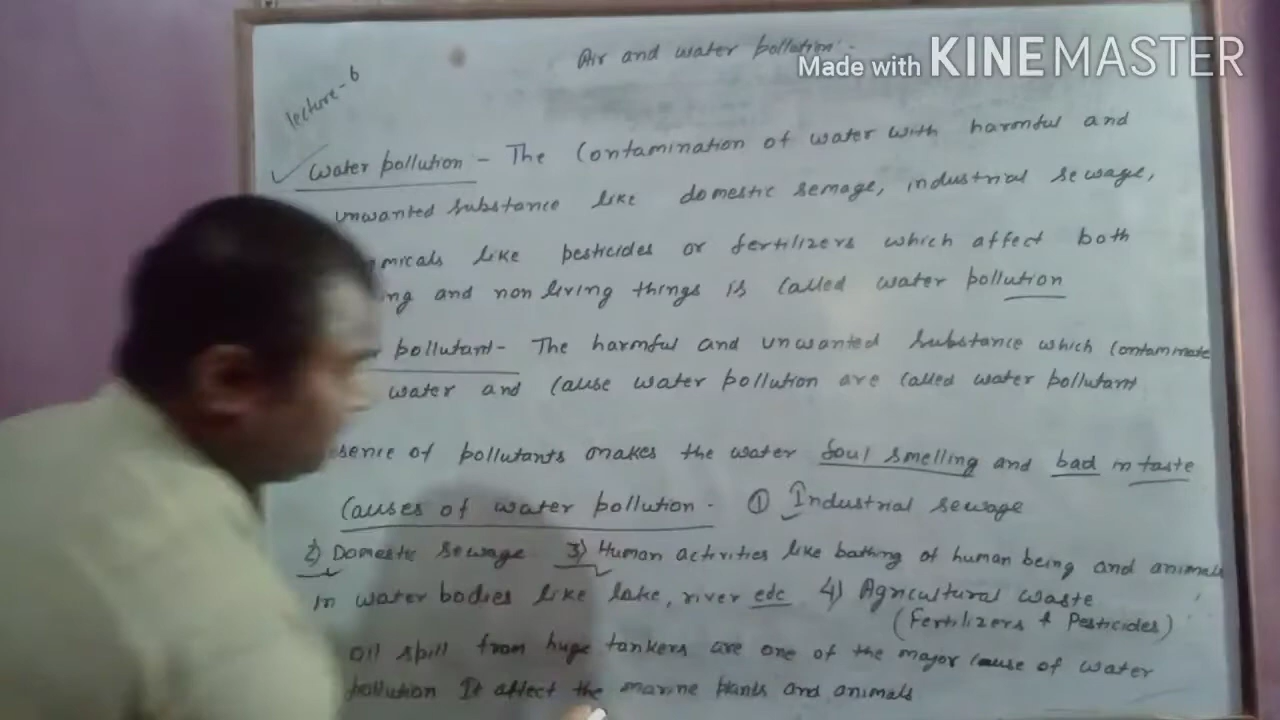 Air and water pollution -
Made with KINEMASTER
lecture - 6
water pollution - The Contamination of water with harmful and
unwanted substance like domestic semage, industrial sewage,
micals like pesticides or fertilizers which affect both
ng and non living things is called water pollution
pollutant - The harmful and unwanted substance which contaminate
water and cause water pollution are called water pollutant
sence of pollutants makes the water foul smelling and bad in taste
Causes of water pollution - ① Industrial sewage
2) Domestic sewage 3) Human activities like bathing of human being and animals
in water bodies like lake, river edc 4) Agricultural waste
(Fertilizers + Pesticides)
oil spill from huge tankers are one of the major cause of water
pollution It affect the marine plants and animals